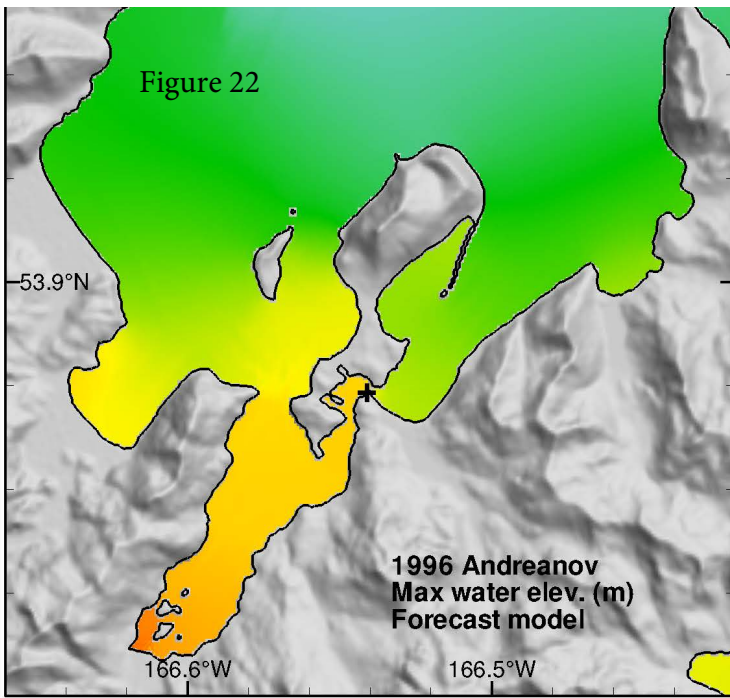 Figure 22
53.9°N
1996 Andreanov
Max water elev. (m)
Forecast model
166.6°W 166.5°W